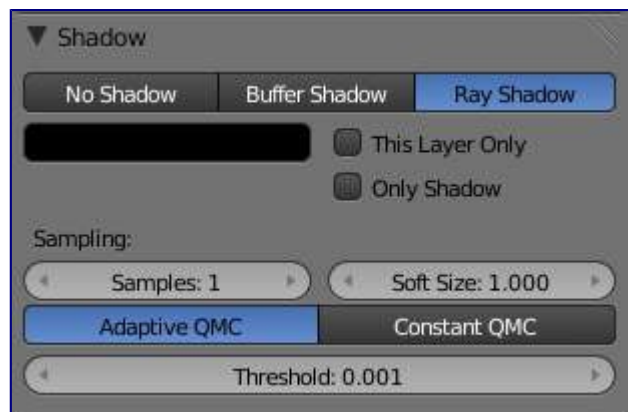 Shadow
No Shadow Buffer Shadow Ray Shadow
This Layer Only
Only Shadow
Sampling:
Samples: 1 Soft Size: 1.000
Adaptive QMC Constant QMC
Threshold: 0.001